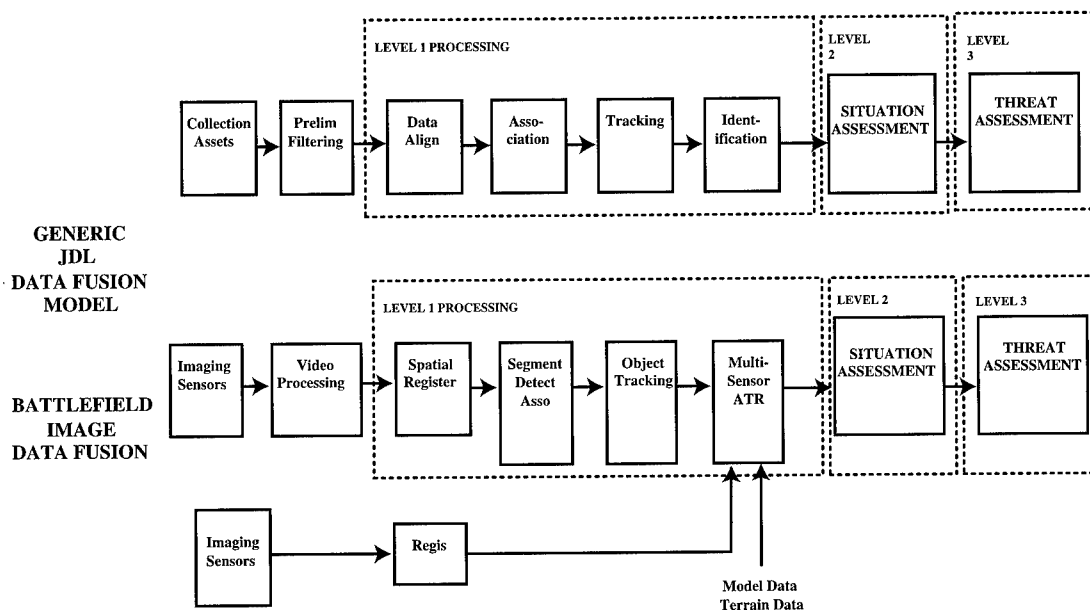 LEVEL 1 PROCESSING
LEVEL
2
LEVEL
3
Collection
Assets
Prelim
Filtering
Data
Align
Asso-
ciation
Tracking
Ident-
ification
SITUATION
ASSESSMENT
THREAT
ASSESSMENT
GENERIC
JDL
DATA FUSION
MODEL
LEVEL 1 PROCESSING
LEVEL 2
LEVEL 3
Imaging
Sensors
Video
Processing
Spatial
Register
Segment
Detect
Asso
Object
Tracking
Multi-
Sensor
ATR
SITUATION
ASSESSMENT
THREAT
ASSESSMENT
BATTLEFIELD
IMAGE
DATA FUSION
Imaging
Sensors
Regis
Model Data
Terrain Data